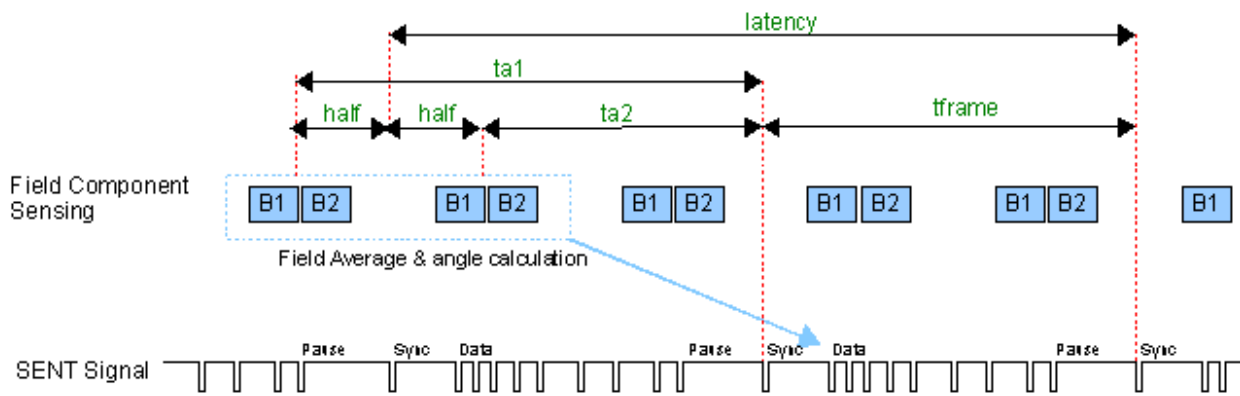 latency
ta1
half half ta2 tframe
Field Component
Sensing
B1 B2 B1 B2 B1 B2 B1 B2 B1 B2 B1
Field Average & angle calculation
Pause Sync Data Pause Sync Data Pause Sync
SENT Signal